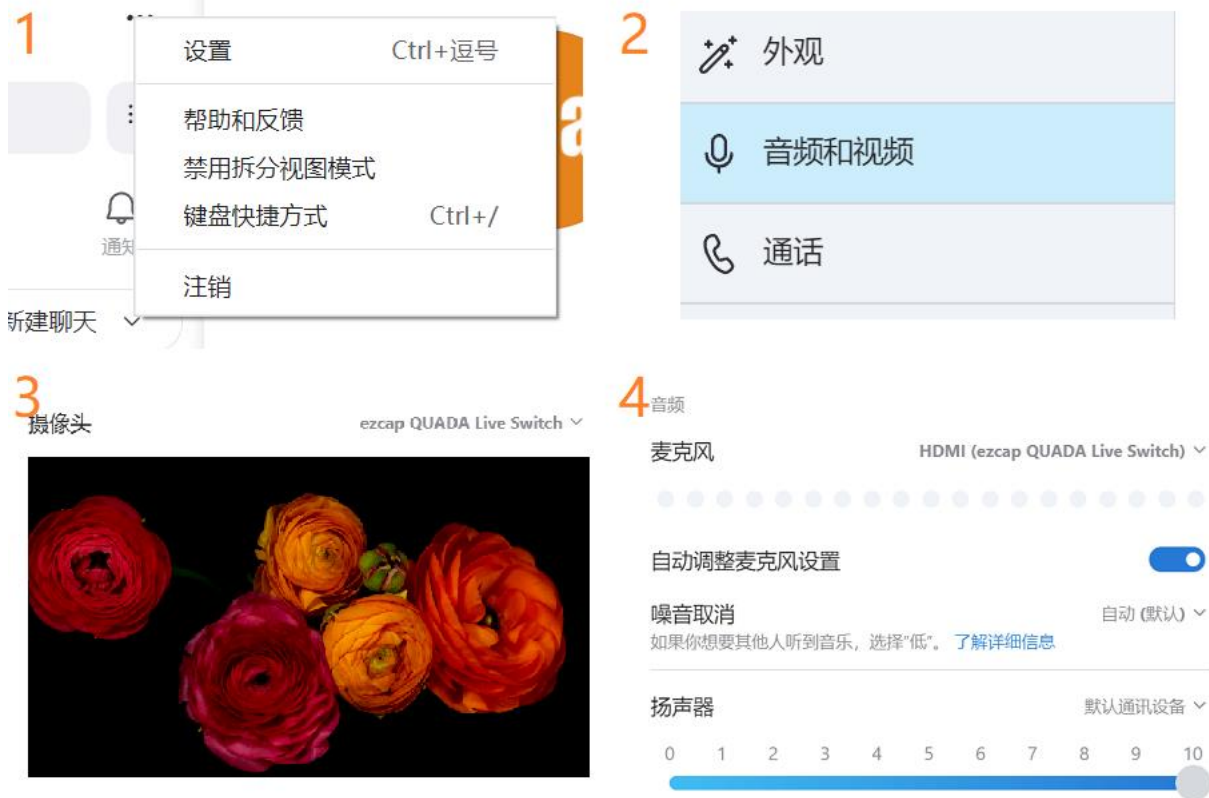 1
设置 Ctrl+逗号
帮助和反馈
禁用拆分视图模式
键盘快捷方式 Ctrl+/
通知
注销
新建聊天
2
外观
音频和视频
通话
3
摄像头 ezcap QUADA Live Switch
4
音频
麦克风 HDMI (ezcap QUADA Live Switch)
自动调整麦克风设置
噪音取消 自动 (默认)
如果你想要其他人听到音乐，选择"低"。 了解详细信息
扬声器 默认通讯设备
0 1 2 3 4 5 6 7 8 9 10